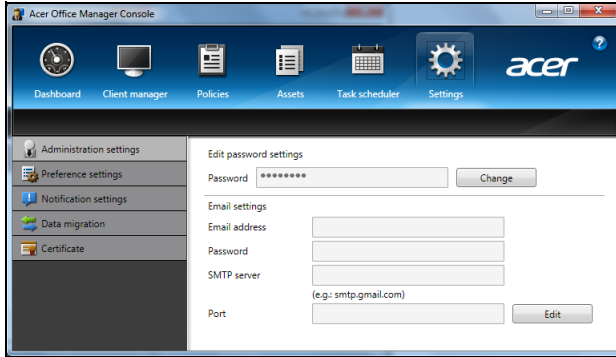 Acer Office Manager Console
?
acer
Dashboard Client manager Policies Assets Task scheduler Settings
Administration settings
Preference settings
Notification settings
Data migration
Certificate
Edit password settings
Password ******** Change
Email settings
Email address
Password
SMTP server
(e.g.: smtp.gmail.com)
Port Edit